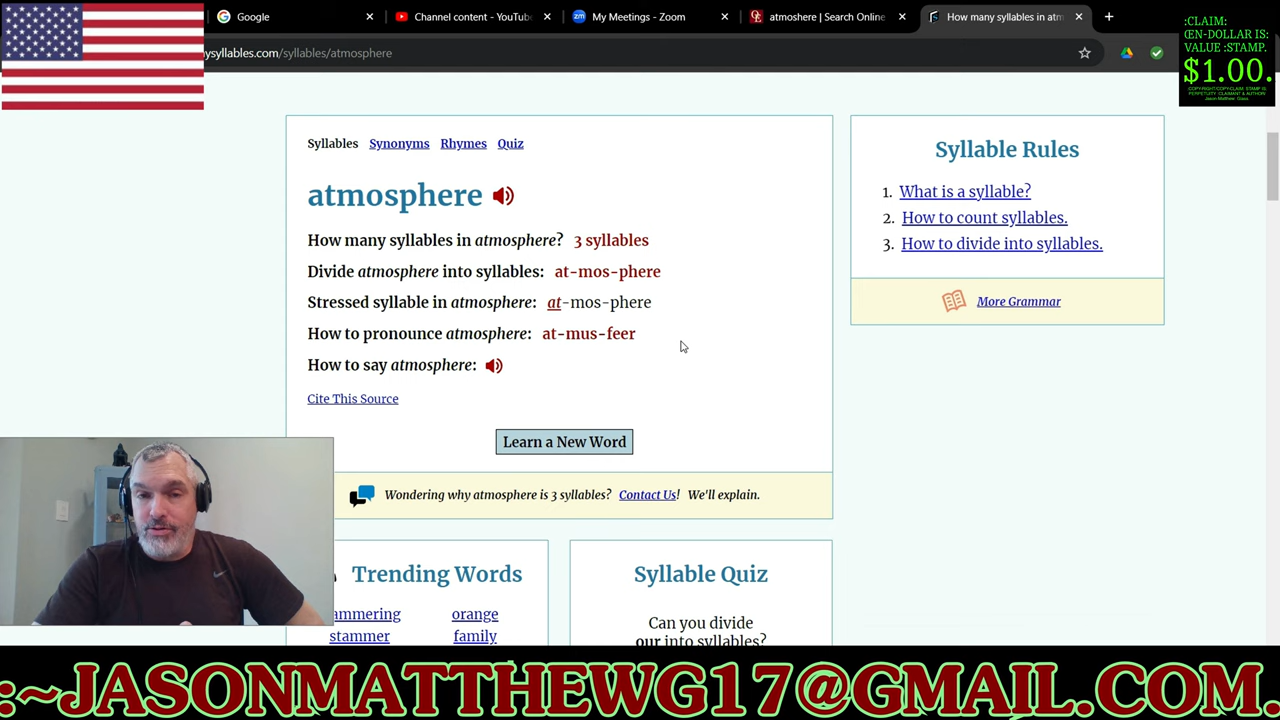 Google
Channel content - YouTub
My Meetings - Zoom
atmoshere | Search Online
How many syllables in atm
ysyllables.com/syllables/atmosphere
:CLAIM:
VALUE :STAMP.
$1.00.
Syllables Synonyms Rhymes Quiz
atmosphere
How many syllables in atmosphere? 3 syllables
Divide atmosphere into syllables: at-mos-phere
Stressed syllable in atmosphere: at-mos-phere
How to pronounce atmosphere: at-mus-feer
How to say atmosphere:
Cite This Source
Learn a New Word
Wondering why atmosphere is 3 syllables? Contact Us! We'll explain.
Syllable Rules
1. What is a syllable?
2. How to count syllables.
3. How to divide into syllables.
More Grammar
Trending Words
ammering orange
stammer family
Syllable Quiz
Can you divide
our into syllables?
:~JASONMATTHEWG17@GMAIL.COM.